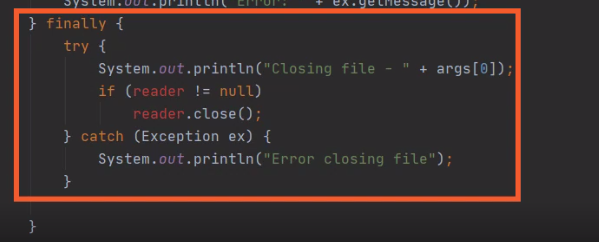 System.out.println("Error: " + ex.getMessage());
} finally {
try {
System.out.println("Closing file - " + args[0]);
if (reader != null)
reader.close();
} catch (Exception ex) {
System.out.println("Error closing file");
}
}